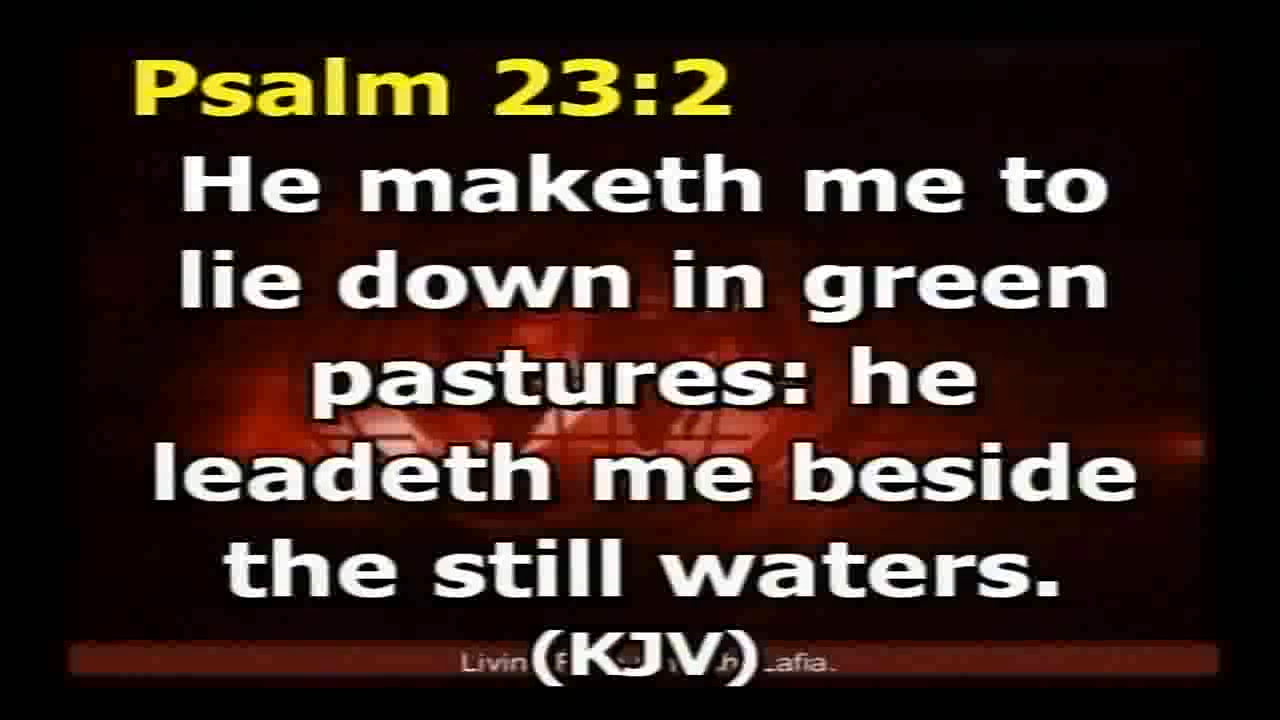 Psalm 23:2
He maketh me to
lie down in green
pastures: he
leadeth me beside
the still waters.
(KJV)
Lafia.